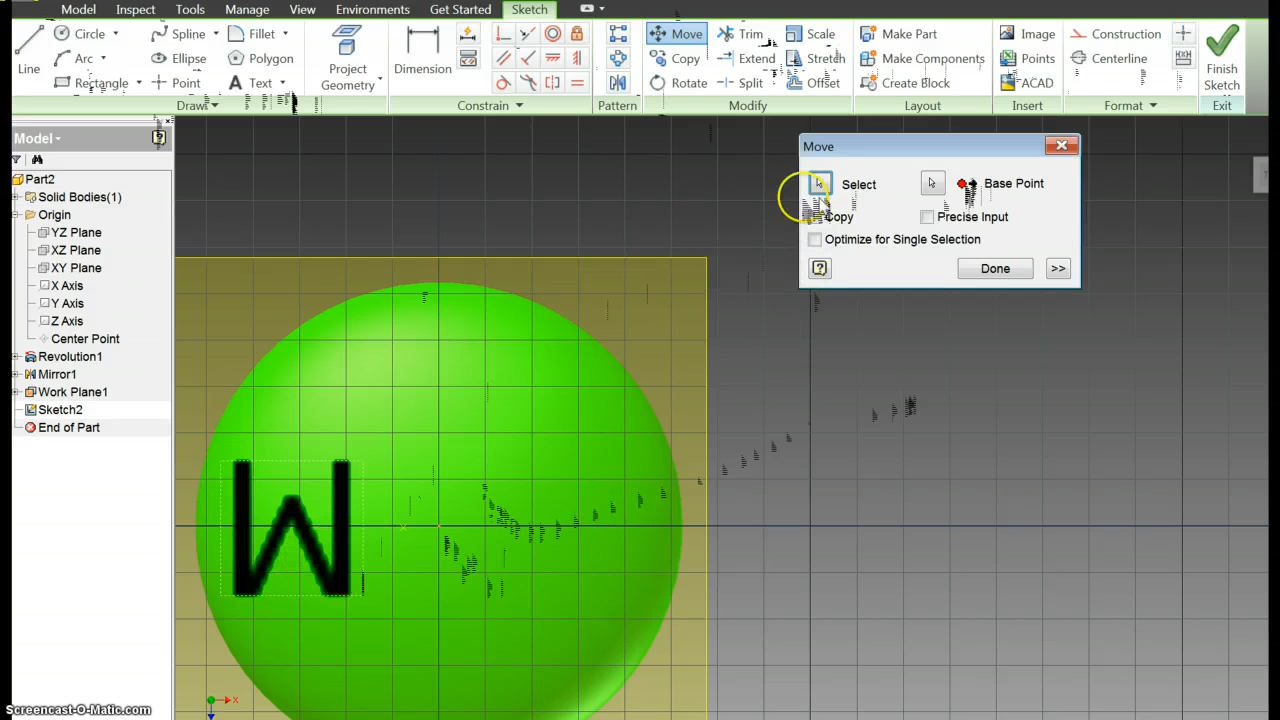 Model Inspect Tools Manage View Environments Get Started Sketch
Circle Spline Fillet Move Trim Scale Make Part Image Construction
Arc Ellipse Polygon Copy Extend Stretch Make Components Points Centerline
Line Rectangle Point Text Project Geometry Dimension Rotate Split Offset Create Block ACAD Finish Sketch
Draw Constrain Pattern Modify Layout Insert Format Exit
Model
Part2
Solid Bodies(1)
Origin
YZ Plane
XZ Plane
XY Plane
X Axis
Y Axis
Z Axis
Center Point
Revolution1
Mirror1
Work Plane1
Sketch2
End of Part
Move
Select Base Point
Copy Precise Input
Optimize for Single Selection
Done >>
W
X
Screencast-O-Matic.com